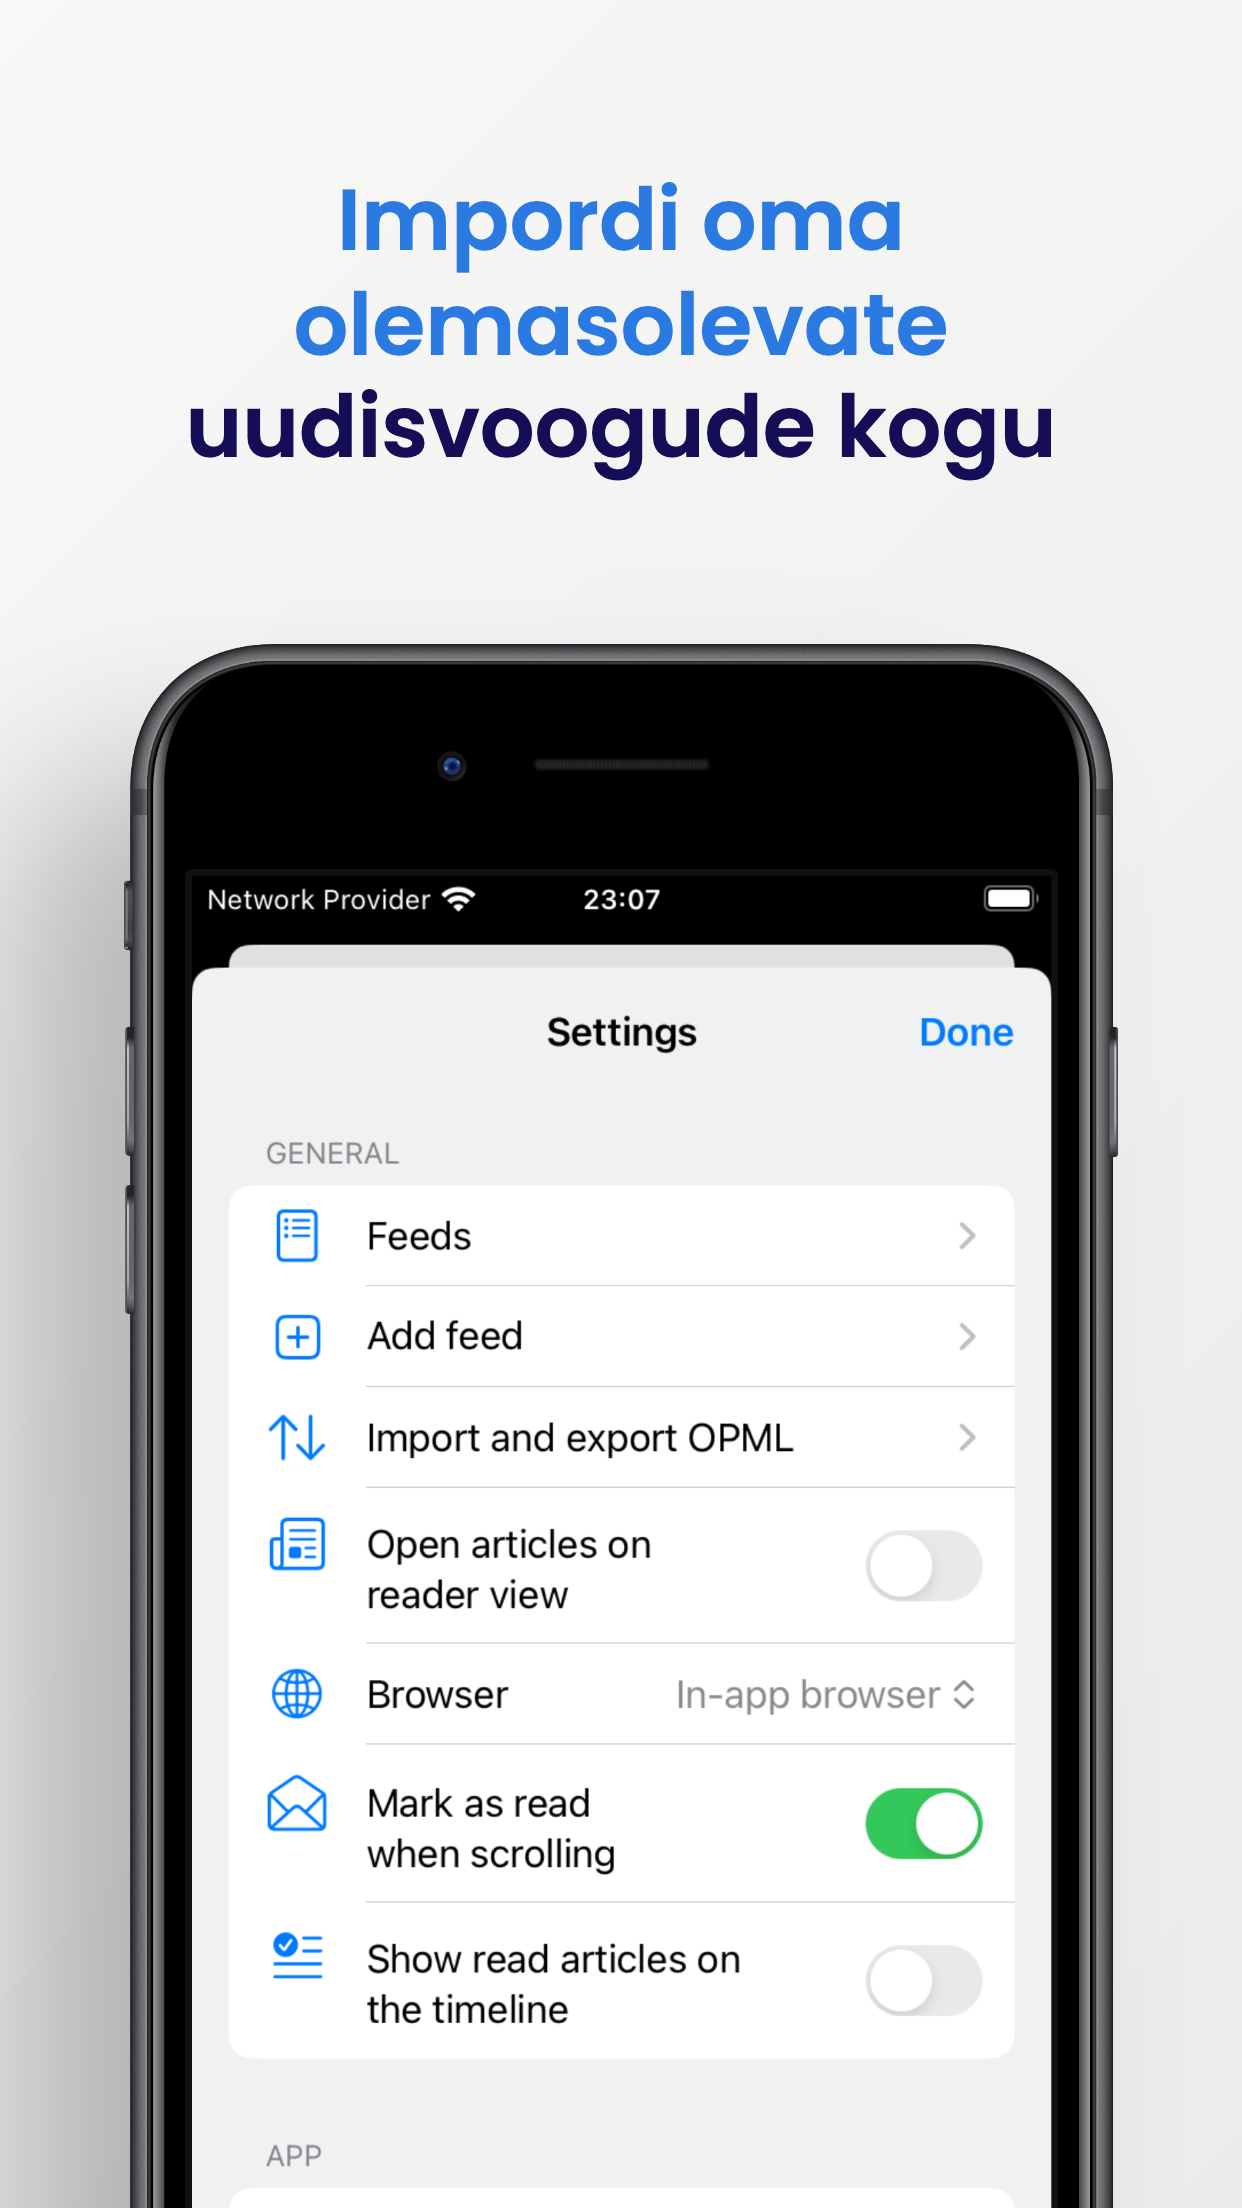 Impordi oma
olemasolevate
uudisvoogude kogu
Network Provider 23:07
Settings Done
GENERAL
Feeds
Add feed
Import and export OPML
Open articles on
reader view
Browser In-app browser
Mark as read
when scrolling
Show read articles on
the timeline
APP